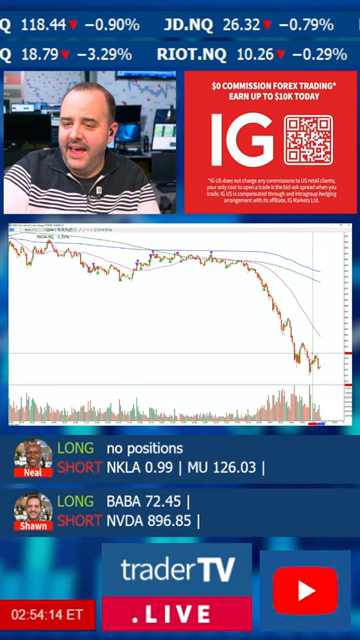 Q 118.44▼ −0.90% JD.NQ 26.32▼ −0.79%
Q 18.79▼ −3.29% RIOT.NQ 10.26▼ −0.29%
$0 COMMISSION FOREX TRADING*
EARN UP TO $10K TODAY
IG
*IG US does not charge any commissions to US retail clients;
your only cost to open a trade is the bid-ask spread when you
trade. IG US is compensated through and intragroup hedging
arrangement with its affiliate, IG Markets Ltd.
LONG no positions
SHORT NKLA 0.99 | MU 126.03 |
Neal
LONG BABA 72.45 |
SHORT NVDA 896.85 |
Shawn
traderTV
.LIVE
02:54:14 ET